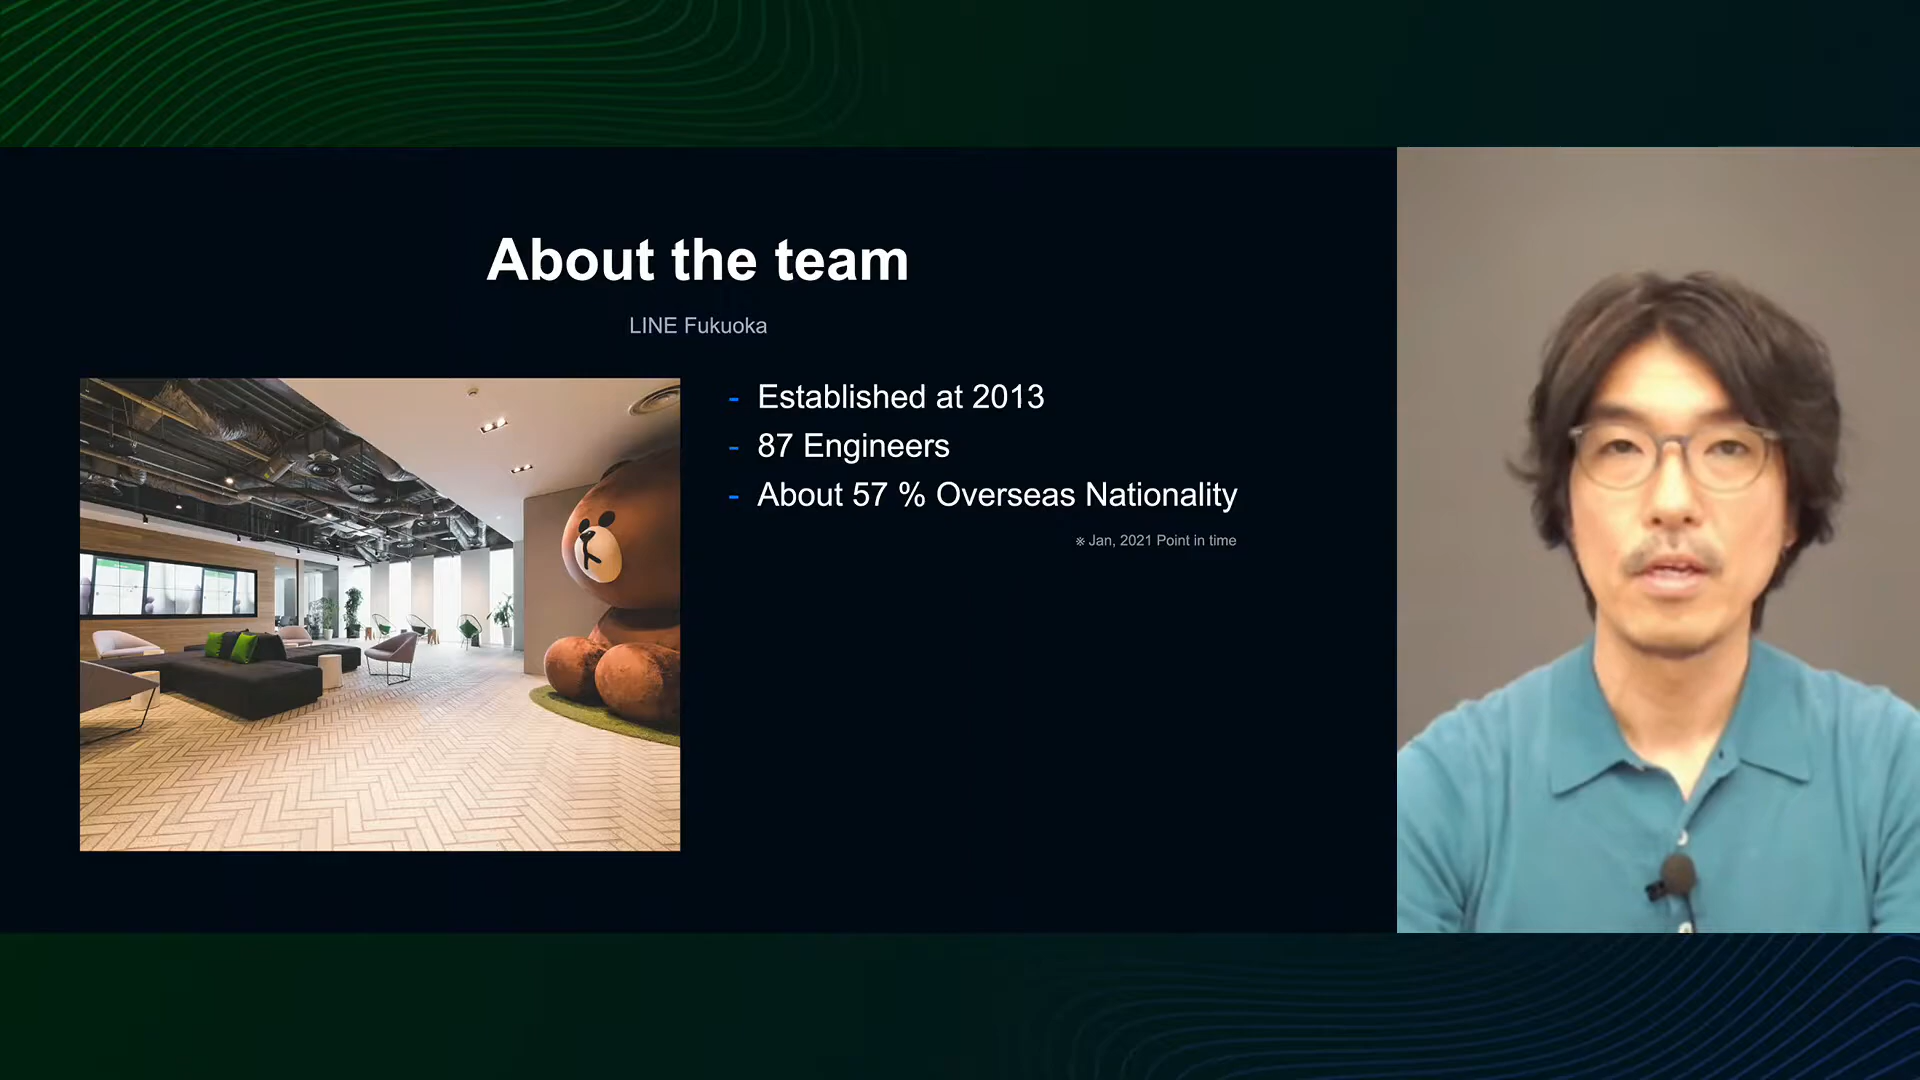 About the team
LINE Fukuoka
- Established at 2013
- 87 Engineers
- About 57 % Overseas Nationality
※ Jan, 2021 Point in time